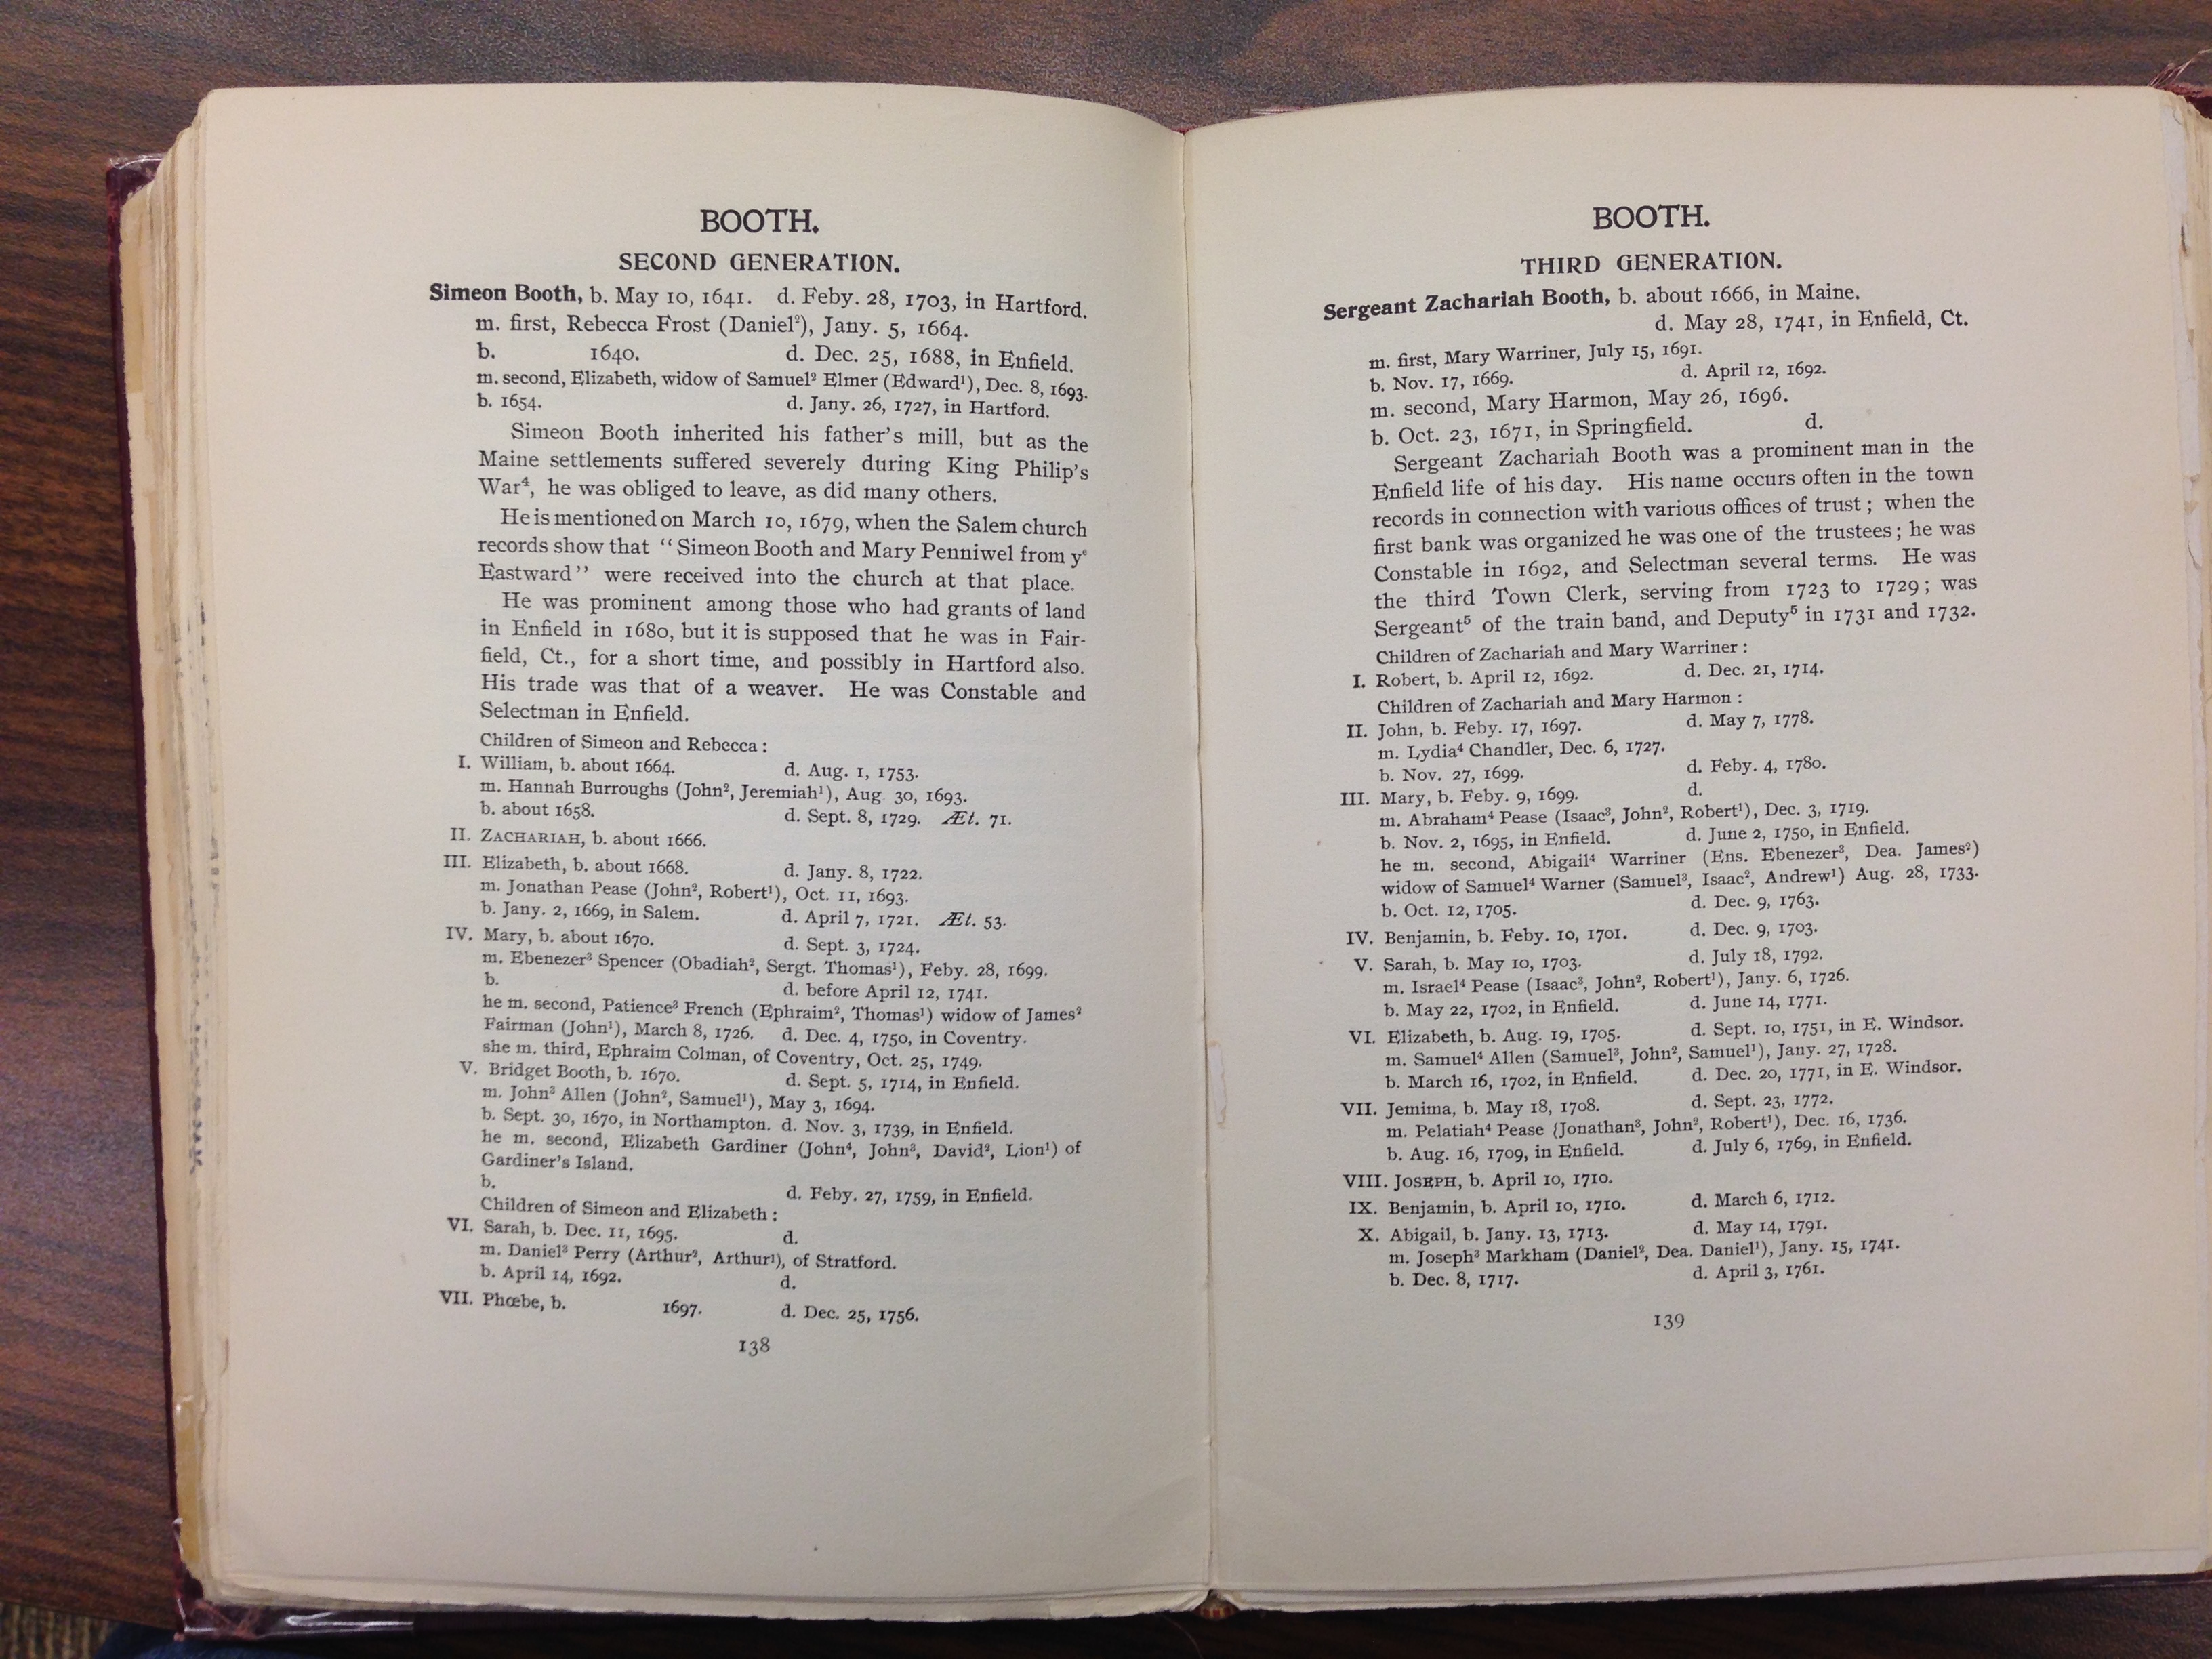 BOOTH.
SECOND GENERATION.
Simeon Booth, b. May 10, 1641. d. Feby. 28, 1703, in Hartford.
m. first, Rebecca Frost (Daniel²), Jany. 5, 1664.
b. 1640. d. Dec. 25, 1688, in Enfield.
m. second, Elizabeth, widow of Samuel² Elmer (Edward¹), Dec. 8, 1693.
b. 1654. d. Jany. 26, 1727, in Hartford.
Simeon Booth inherited his father's mill, but as the
Maine settlements suffered severely during King Philip's
War⁴, he was obliged to leave, as did many others.
He is mentioned on March 10, 1679, when the Salem church
records show that "Simeon Booth and Mary Penniwel from yᵉ
Eastward" were received into the church at that place.
He was prominent among those who had grants of land
in Enfield in 1680, but it is supposed that he was in Fair-
field, Ct., for a short time, and possibly in Hartford also.
His trade was that of a weaver. He was Constable and
Selectman in Enfield.
Children of Simeon and Rebecca :
I. William, b. about 1664. d. Aug. 1, 1753.
m. Hannah Burroughs (John², Jeremiah¹), Aug 30, 1693.
b. about 1658. d. Sept. 8, 1729. Æt. 71.
II. ZACHARIAH, b. about 1666.
III. Elizabeth, b. about 1668. d. Jany. 8, 1722.
m. Jonathan Pease (John², Robert¹), Oct. 11, 1693.
b. Jany. 2, 1669, in Salem. d. April 7, 1721. Æt. 53.
IV. Mary, b. about 1670. d. Sept. 3, 1724.
m. Ebenezer³ Spencer (Obadiah², Sergt. Thomas¹), Feby. 28, 1699.
b. d. before April 12, 1741.
he m. second, Patience³ French (Ephraim², Thomas¹) widow of James²
Fairman (John¹), March 8, 1726. d. Dec. 4, 1750, in Coventry.
she m. third, Ephraim Colman, of Coventry, Oct. 25, 1749.
V. Bridget Booth, b. 1670. d. Sept. 5, 1714, in Enfield.
m. John³ Allen (John², Samuel¹), May 3, 1694.
b. Sept. 30, 1670, in Northampton. d. Nov. 3, 1739, in Enfield.
he m. second, Elizabeth Gardiner (John⁴, John³, David², Lion¹) of
Gardiner's Island.
b. d. Feby. 27, 1759, in Enfield.
Children of Simeon and Elizabeth :
VI. Sarah, b. Dec. 11, 1695. d.
m. Daniel³ Perry (Arthur², Arthur¹), of Stratford.
b. April 14, 1692. d.
VII. Phœbe, b. 1697. d. Dec. 25, 1756.
138
BOOTH.
THIRD GENERATION.
Sergeant Zachariah Booth, b. about 1666, in Maine.
d. May 28, 1741, in Enfield, Ct.
m. first, Mary Warriner, July 15, 1691.
b. Nov. 17, 1669. d. April 12, 1692.
m. second, Mary Harmon, May 26, 1696.
b. Oct. 23, 1671, in Springfield. d.
Sergeant Zachariah Booth was a prominent man in the
Enfield life of his day. His name occurs often in the town
records in connection with various offices of trust ; when the
first bank was organized he was one of the trustees ; he was
Constable in 1692, and Selectman several terms. He was
the third Town Clerk, serving from 1723 to 1729 ; was
Sergeant⁵ of the train band, and Deputy⁵ in 1731 and 1732.
Children of Zachariah and Mary Warriner :
I. Robert, b. April 12, 1692. d. Dec. 21, 1714.
Children of Zachariah and Mary Harmon :
II. John, b. Feby. 17, 1697. d. May 7, 1778.
m. Lydia⁴ Chandler, Dec. 6, 1727.
b. Nov. 27, 1699. d. Feby. 4, 1780.
III. Mary, b. Feby. 9, 1699. d.
m. Abraham⁴ Pease (Isaac³, John², Robert¹), Dec. 3, 1719.
b. Nov. 2, 1695, in Enfield. d. June 2, 1750, in Enfield.
he m. second, Abigail⁴ Warriner (Ens. Ebenezer³, Dea. James²)
widow of Samuel⁴ Warner (Samuel³, Isaac², Andrew¹) Aug. 28, 1733.
b. Oct. 12, 1705. d. Dec. 9, 1763.
IV. Benjamin, b. Feby. 10, 1701. d. Dec. 9, 1703.
V. Sarah, b. May 10, 1703. d. July 18, 1792.
m. Israel⁴ Pease (Isaac³, John², Robert¹), Jany. 6, 1726.
b. May 22, 1702, in Enfield. d. June 14, 1771.
VI. Elizabeth, b. Aug. 19, 1705. d. Sept. 10, 1751, in E. Windsor.
m. Samuel⁴ Allen (Samuel³, John², Samuel¹), Jany. 27, 1728.
b. March 16, 1702, in Enfield. d. Dec. 20, 1771, in E. Windsor.
VII. Jemima, b. May 18, 1708. d. Sept. 23, 1772.
m. Pelatiah⁴ Pease {Jonathan³, John², Robert¹), Dec. 16, 1736.
b. Aug. 16, 1709, in Enfield. d. July 6, 1769, in Enfield.
VIII. JOSEPH, b. April 10, 1710.
IX. Benjamin, b. April 10, 1710. d. March 6, 1712.
X. Abigail, b. Jany. 13, 1713. d. May 14, 1791.
m. Joseph³ Markham (Daniel², Dea. Daniel¹), Jany. 15, 1741.
b. Dec. 8, 1717. d. April 3, 1761.
139